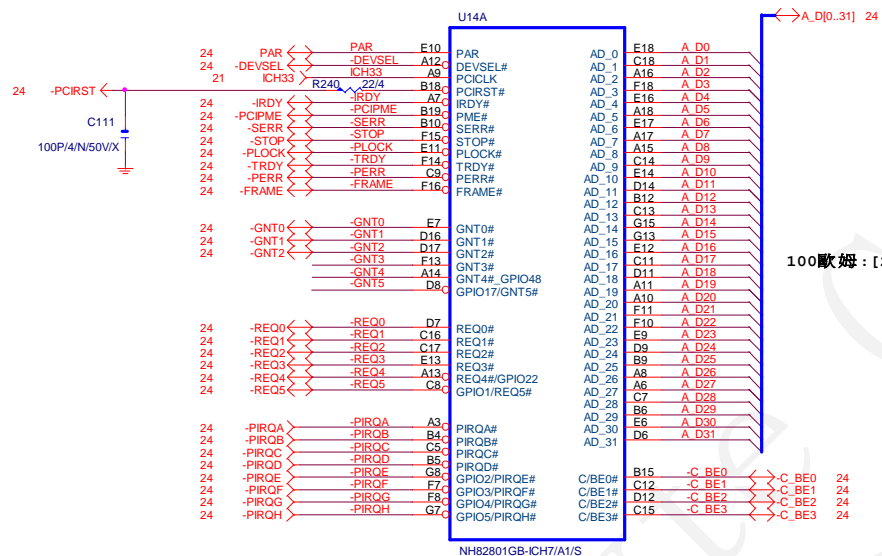 U14A
A_D[0..31] 24
24 PAR PAR E10 PAR AD_0 E18 A_D0
24 -DEVSEL -DEVSEL A12 DEVSEL# AD_1 C18 A_D1
21 ICH33 ICH33 A9 PCICLK AD_2 A16 A_D2
24 -PCIRST R240 22/4 B18 PCIRST# AD_3 F18 A_D3
24 -IRDY -IRDY A7 IRDY# AD_4 E16 A_D4
24 -PCIPME -PCIPME B19 PME# AD_5 A18 A_D5
24 -SERR -SERR B10 SERR# AD_6 E17 A_D6
24 -STOP -STOP F15 STOP# AD_7 A17 A_D7
24 -PLOCK -PLOCK E11 PLOCK# AD_8 A15 A_D8
24 -TRDY -TRDY F14 TRDY# AD_9 C14 A_D9
24 -PERR -PERR C9 PERR# AD_10 E14 A_D10
24 -FRAME -FRAME F16 FRAME# AD_11 D14 A_D11
C111
100P/4/N/50V/X
AD_12 B12 A_D12
AD_13 C13 A_D13
24 -GNT0 -GNT0 E7 GNT0# AD_14 G15 A_D14
24 -GNT1 -GNT1 D16 GNT1# AD_15 G13 A_D15
24 -GNT2 -GNT2 D17 GNT2# AD_16 E12 A_D16
-GNT3 F13 GNT3# AD_17 C11 A_D17
-GNT4 A14 GNT4#_GPIO48 AD_18 D11 A_D18
-GNT5 D8 GPIO17/GNT5# AD_19 A11 A_D19
100歐姆:[
AD_20 A10 A_D20
AD_21 F11 A_D21
24 -REQ0 -REQ0 D7 REQ0# AD_22 F10 A_D22
24 -REQ1 -REQ1 C16 REQ1# AD_23 E9 A_D23
24 -REQ2 -REQ2 C17 REQ2# AD_24 D9 A_D24
24 -REQ3 -REQ3 E13 REQ3# AD_25 B9 A_D25
24 -REQ4 -REQ4 A13 REQ4#/GPIO22 AD_26 A8 A_D26
24 -REQ5 -REQ5 C8 GPIO1/REQ5# AD_27 A6 A_D27
AD_28 C7 A_D28
AD_29 B6 A_D29
AD_30 E6 A_D30
AD_31 D6 A_D31
24 -PIRQA -PIRQA A3 PIRQA#
24 -PIRQB -PIRQB B4 PIRQB#
24 -PIRQC -PIRQC C5 PIRQC#
24 -PIRQD -PIRQD B5 PIRQD#
24 -PIRQE -PIRQE G8 GPIO2/PIRQE# C/BE0# B15 -C_BE0 -C_BE0 24
24 -PIRQF -PIRQF F7 GPIO3/PIRQF# C/BE1# C12 -C_BE1 -C_BE1 24
24 -PIRQG -PIRQG F8 GPIO4/PIRQG# C/BE2# D12 -C_BE2 -C_BE2 24
24 -PIRQH -PIRQH G7 GPIO5/PIRQH# C/BE3# C15 -C_BE3 -C_BE3 24
NH82801GB-ICH7/A1/S